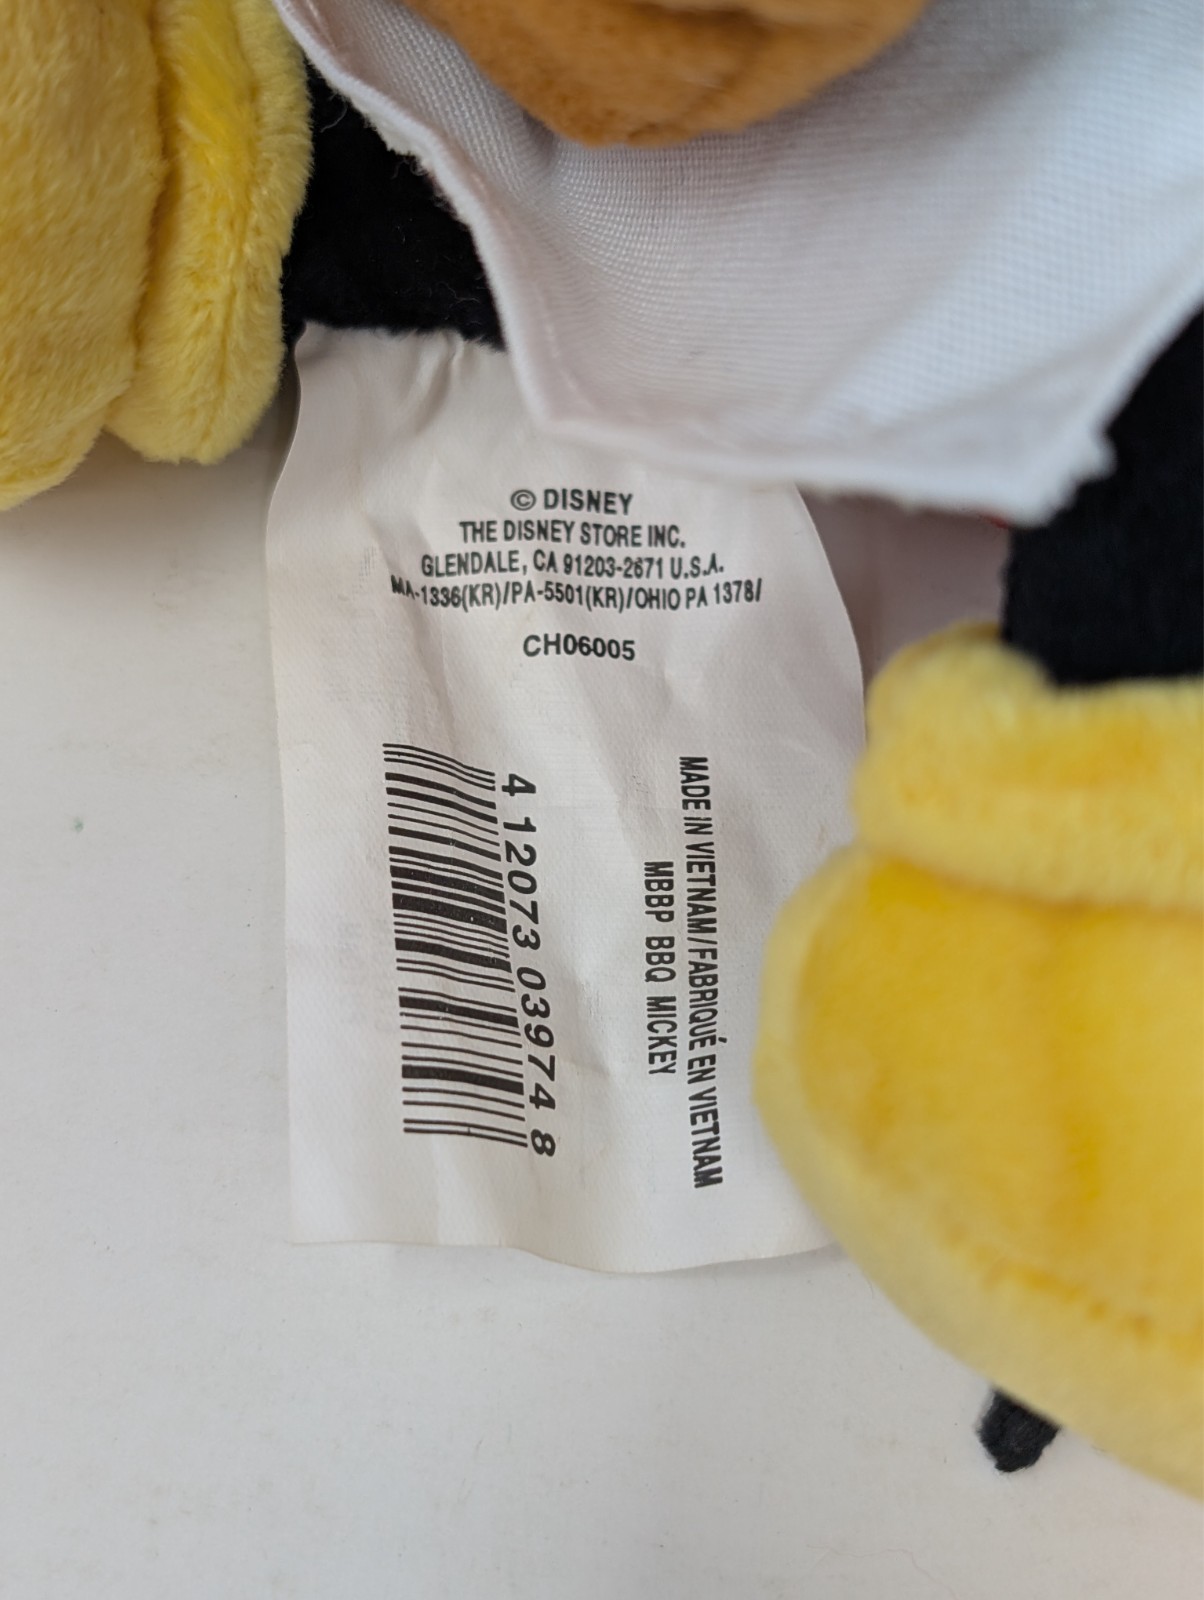 © DISNEY
THE DISNEY STORE INC.
GLENDALE, CA 91203-2671 U.S.A.
MA-1336(KR)/PA-5501(KR)/OHIO PA 1378/
CH06005
4 12073 03974 8
MADE IN VIETNAM/FABRIQUÉ EN VIETNAM
MBBP BBQ MICKEY